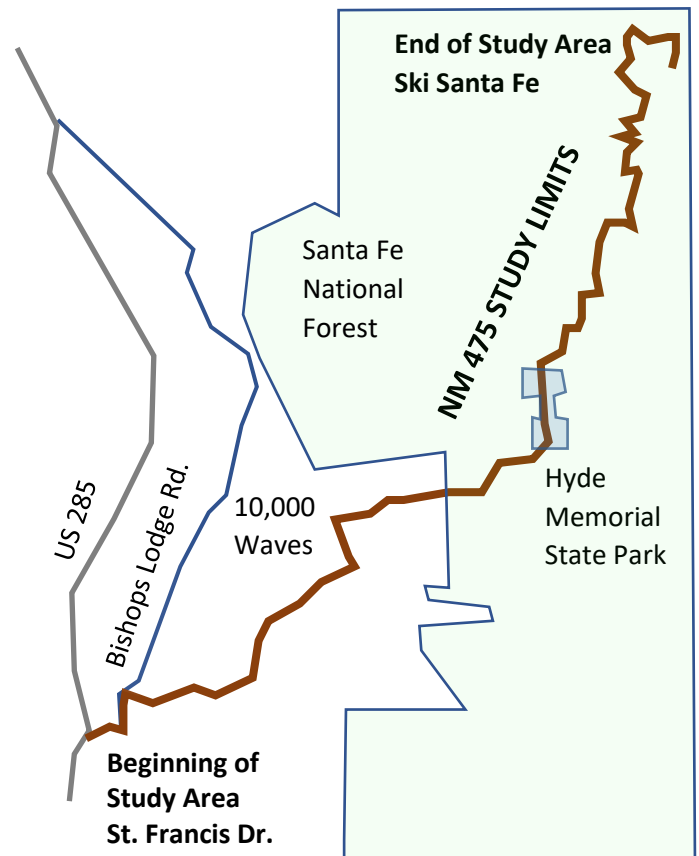 End of Study Area
Ski Santa Fe
NM 475 STUDY LIMITS
Santa Fe
National
Forest
Hyde
Memorial
State Park
10,000
Waves
US 285
Bishops Lodge Rd.
Beginning of
Study Area
St. Francis Dr.